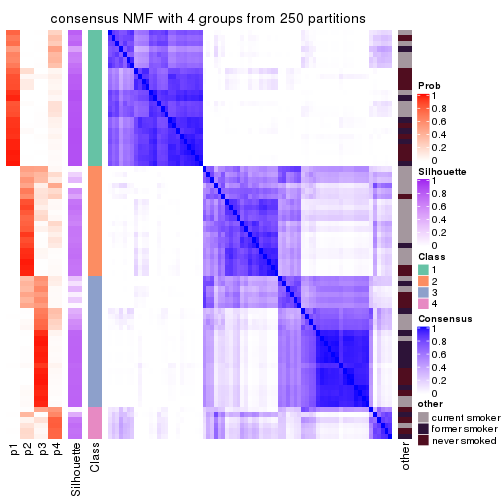 consensus NMF with 4 groups from 250 partitions
Prob
1
0.8
0.6
0.4
0.2
0
Silhouette
1
0.8
0.6
0.4
0.2
0
Class
1
2
3
4
Consensus
1
0.8
0.6
0.4
0.2
0
other
current smoker
former smoker
never smoked
p1
p2
p3
p4
Silhouette
Class
other